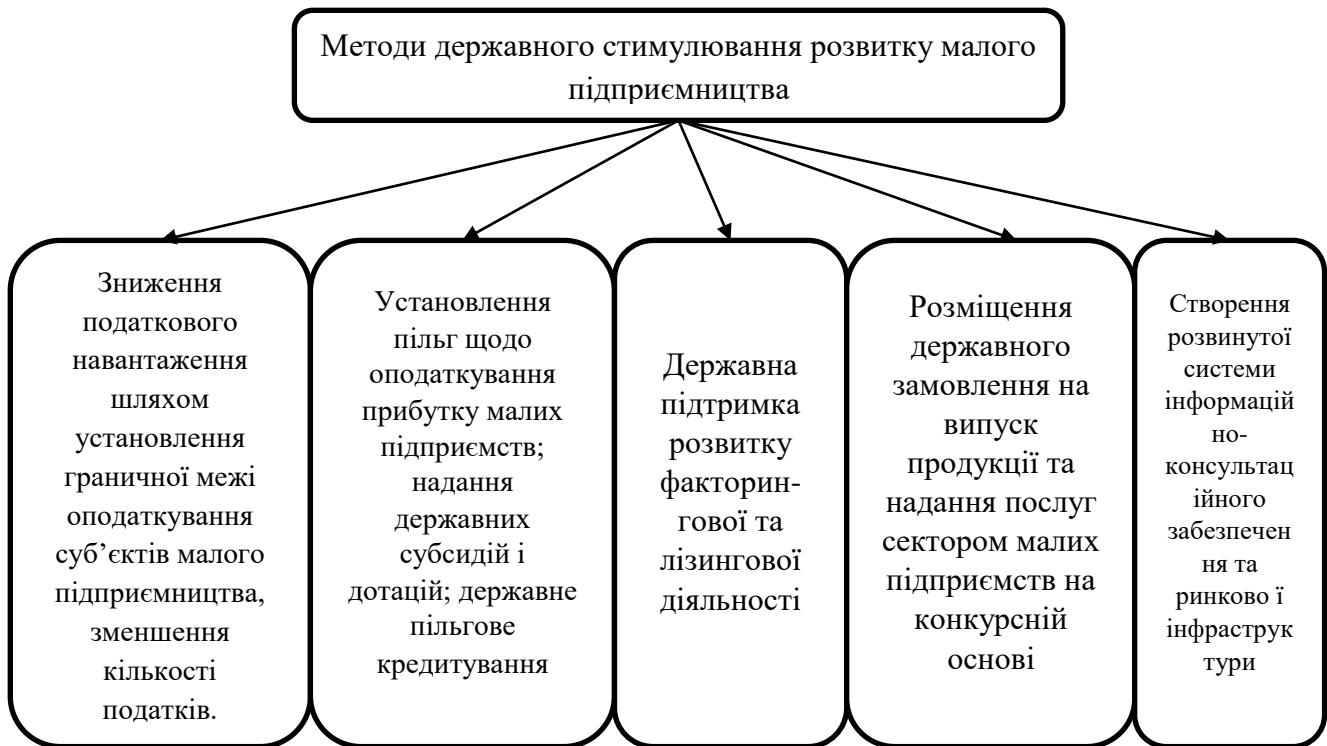 Методи державного стимулювання розвитку малого
підприємництва
Зниження
податкового
навантаження
шляхом
установлення
граничної межі
оподаткування
суб’єктів малого
підприємництва,
зменшення
кількості
податків.
Установлення
пільг щодо
оподаткування
прибутку малих
підприємств;
надання
державних
субсидій і
дотацій; державне
пільгове
кредитування
Державна
підтримка
розвитку
факторин-
гової та
лізингової
діяльності
Розміщення
державного
замовлення на
випуск
продукції та
надання послуг
сектором малих
підприємств на
конкурсній
основі
Створення
розвинутої
системи
інформацій
но-
консультац
ійного
забезпечен
ня та
ринково ї
інфраструк
тури